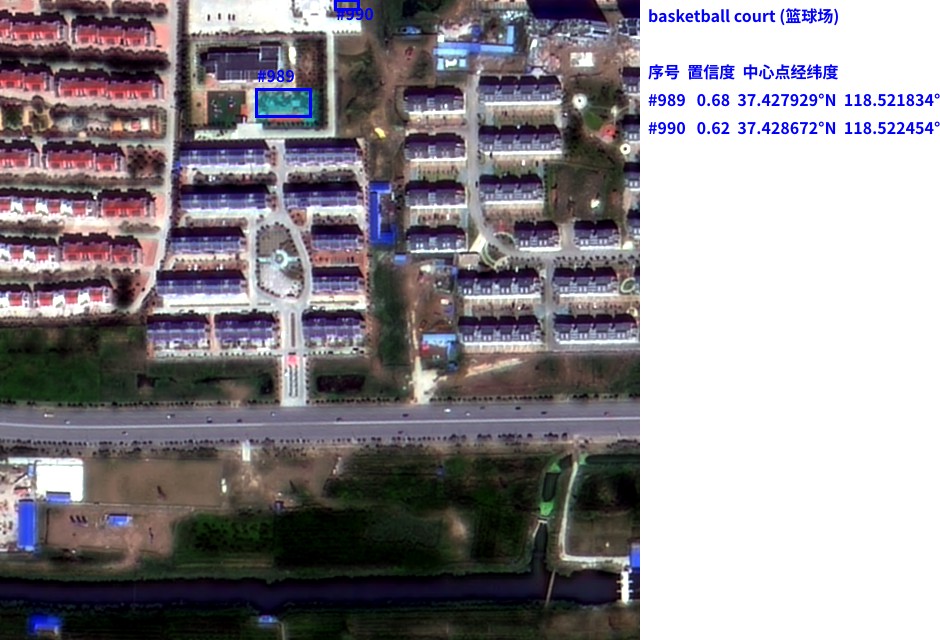 #990
#989
basketball court (篮球场)
序号 置信度 中心点经纬度
#989 0.68 37.427929°N 118.521834°
#990 0.62 37.428672°N 118.522454°